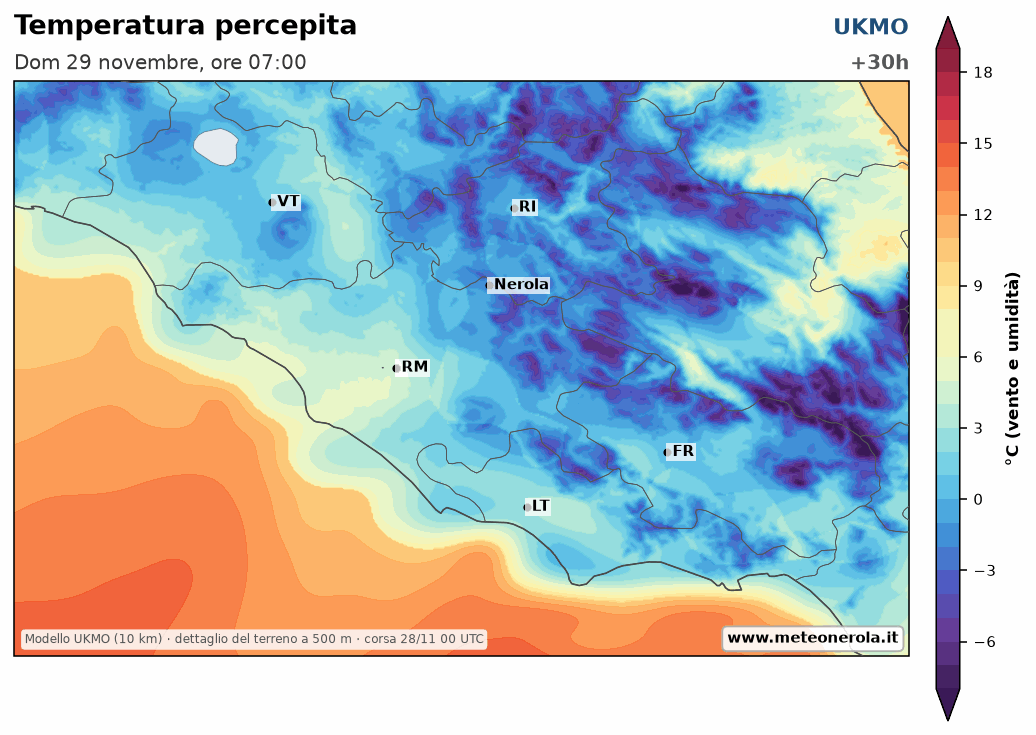 Temperatura percepita
UKMO
Dom 29 novembre, ore 07:00
+30h
VT
RI
Nerola
RM
FR
LT
Modello UKMO (10 km) · dettaglio del terreno a 500 m · corsa 28/11 00 UTC
www.meteonerola.it
18
15
12
9
6
3
0
−3
−6
°C (vento e umidità)